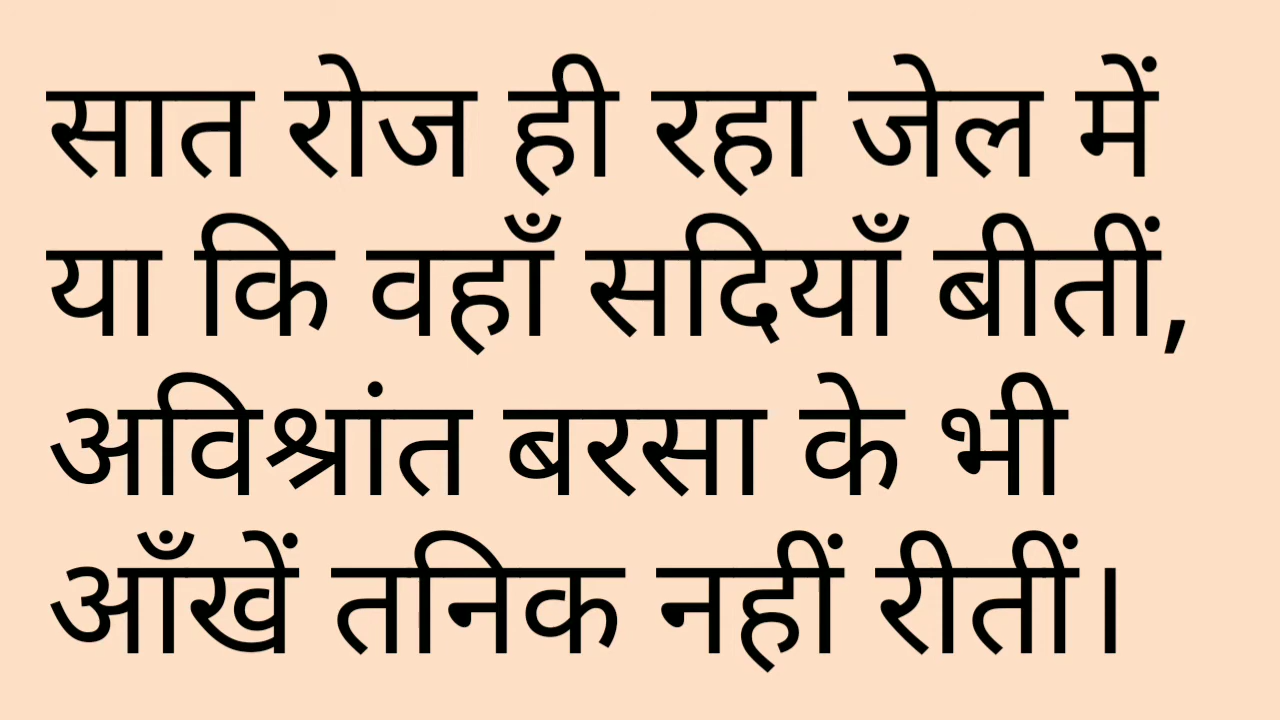 सात रोज ही रहा जेल में
या कि वहाँ सदियाँ बीतीं,
अविश्रांत बरसा के भी
आँखें तनिक नहीं रीतीं।